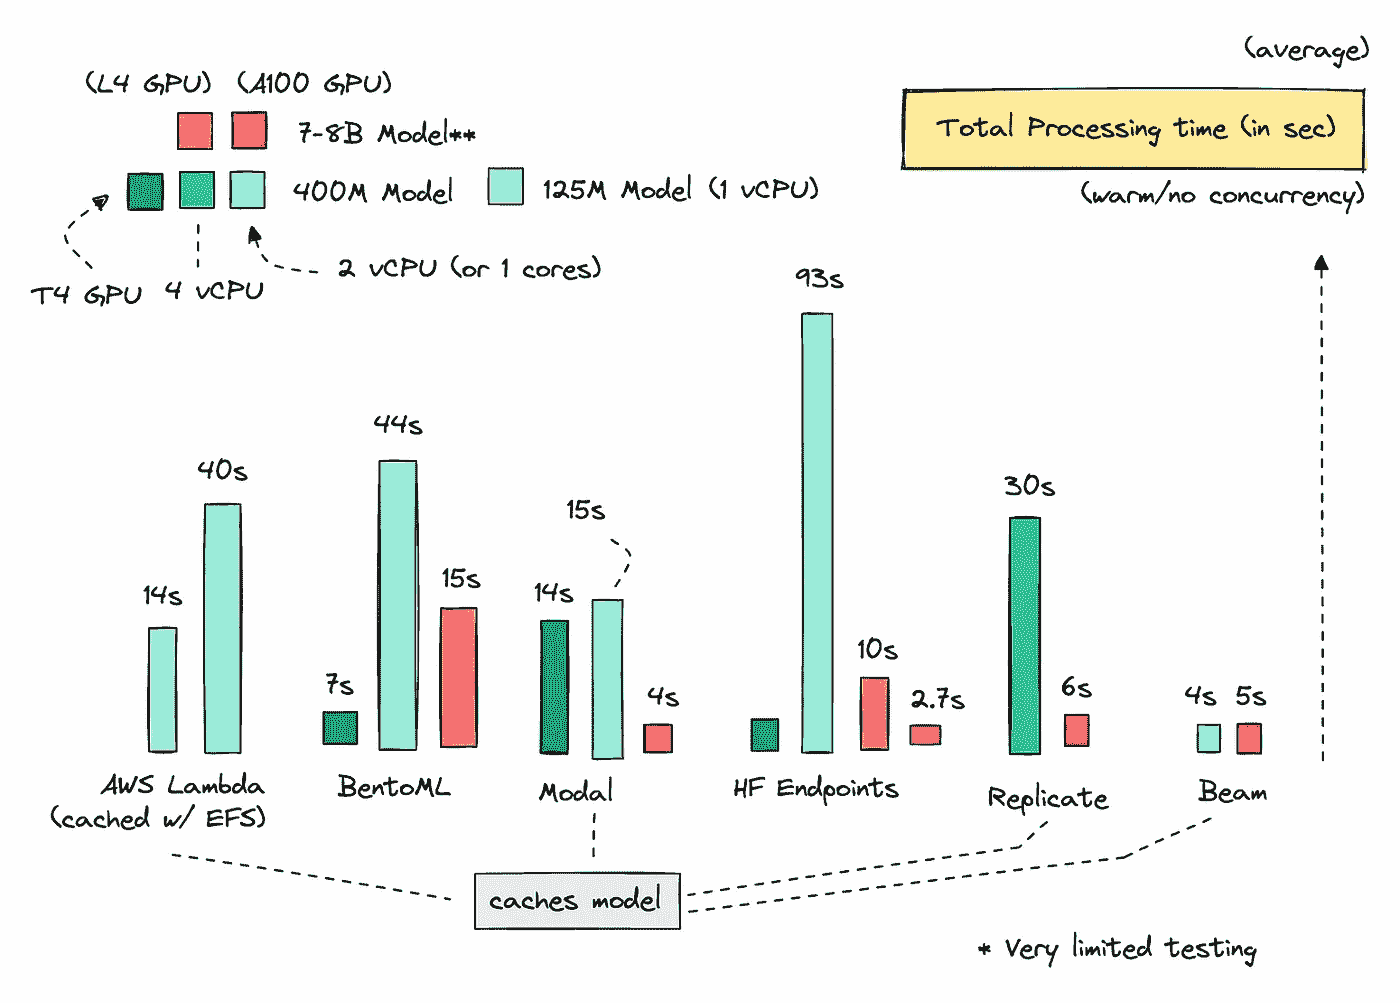 (average)
Total Processing time (in sec)
(warm/no concurrency)
(L4 GPU) (A100 GPU)
7-8B Model**
400M Model
125M Model (1 vCPU)
T4 GPU
4 vCPU
2 vCPU (or 1 cores)
14s
40s
7s
44s
15s
14s
15s
4s
93s
10s
2.7s
30s
6s
4s
5s
AWS Lambda
(cached w/ EFS)
BentoML
Modal
HF Endpoints
Replicate
Beam
caches model
* Very limited testing